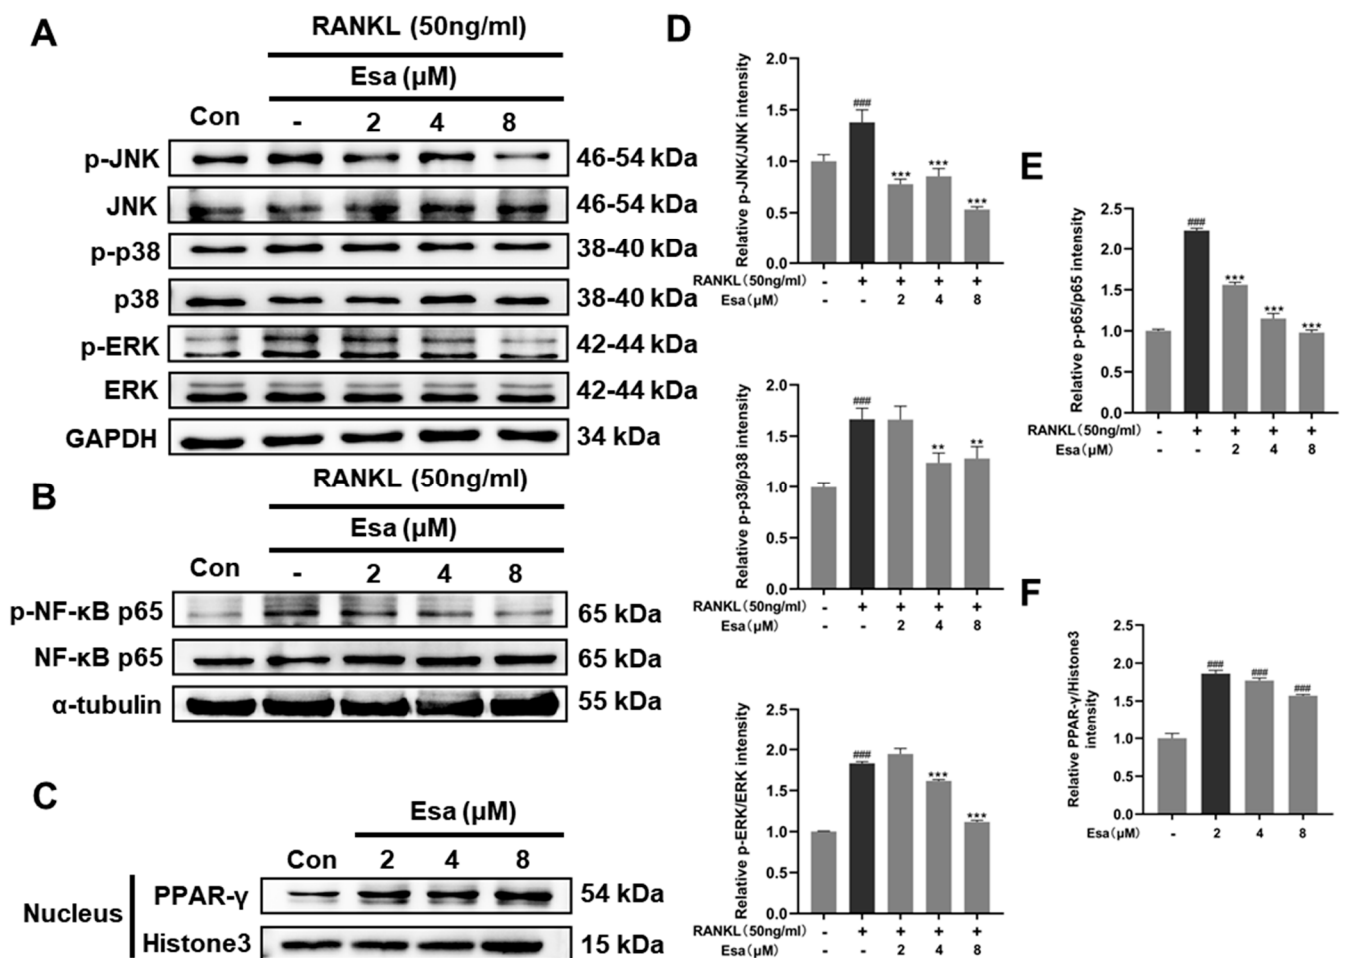 A
RANKL (50ng/ml)
Esa (μM)
Con - 2 4 8
p-JNK 46-54 kDa
JNK 46-54 kDa
p-p38 38-40 kDa
p38 38-40 kDa
p-ERK 42-44 kDa
ERK 42-44 kDa
GAPDH 34 kDa
B
RANKL (50ng/ml)
Esa (μM)
Con - 2 4 8
p-NF-κB p65 65 kDa
NF-κB p65 65 kDa
α-tubulin 55 kDa
C
Esa (μM)
Con 2 4 8
Nucleus
PPAR-γ 54 kDa
Histone3 15 kDa
D
Relative p-JNK/JNK intensity
2.0
1.5
1.0
0.5
0.0
### *** *** ***
RANKL(50ng/ml) - + + + +
Esa(μM) - - 2 4 8
Relative p-p38/p38 intensity
2.0
1.5
1.0
0.5
0.0
### ** **
RANKL(50ng/ml) - + + + +
Esa(μM) - - 2 4 8
Relative p-ERK/ERK intensity
2.5
2.0
1.5
1.0
0.5
0.0
### *** ***
RANKL(50ng/ml) - + + + +
Esa(μM) - - 2 4 8
E
Relative p-p65/p65 intensity
2.5
2.0
1.5
1.0
0.5
0.0
### *** *** ***
RANKL(50ng/ml) - + + + +
Esa(μM) - - 2 4 8
F
Relative PPAR-γ/Histone3
intensity
2.5
2.0
1.5
1.0
0.5
0.0
### ### ###
Esa(μM) - 2 4 8